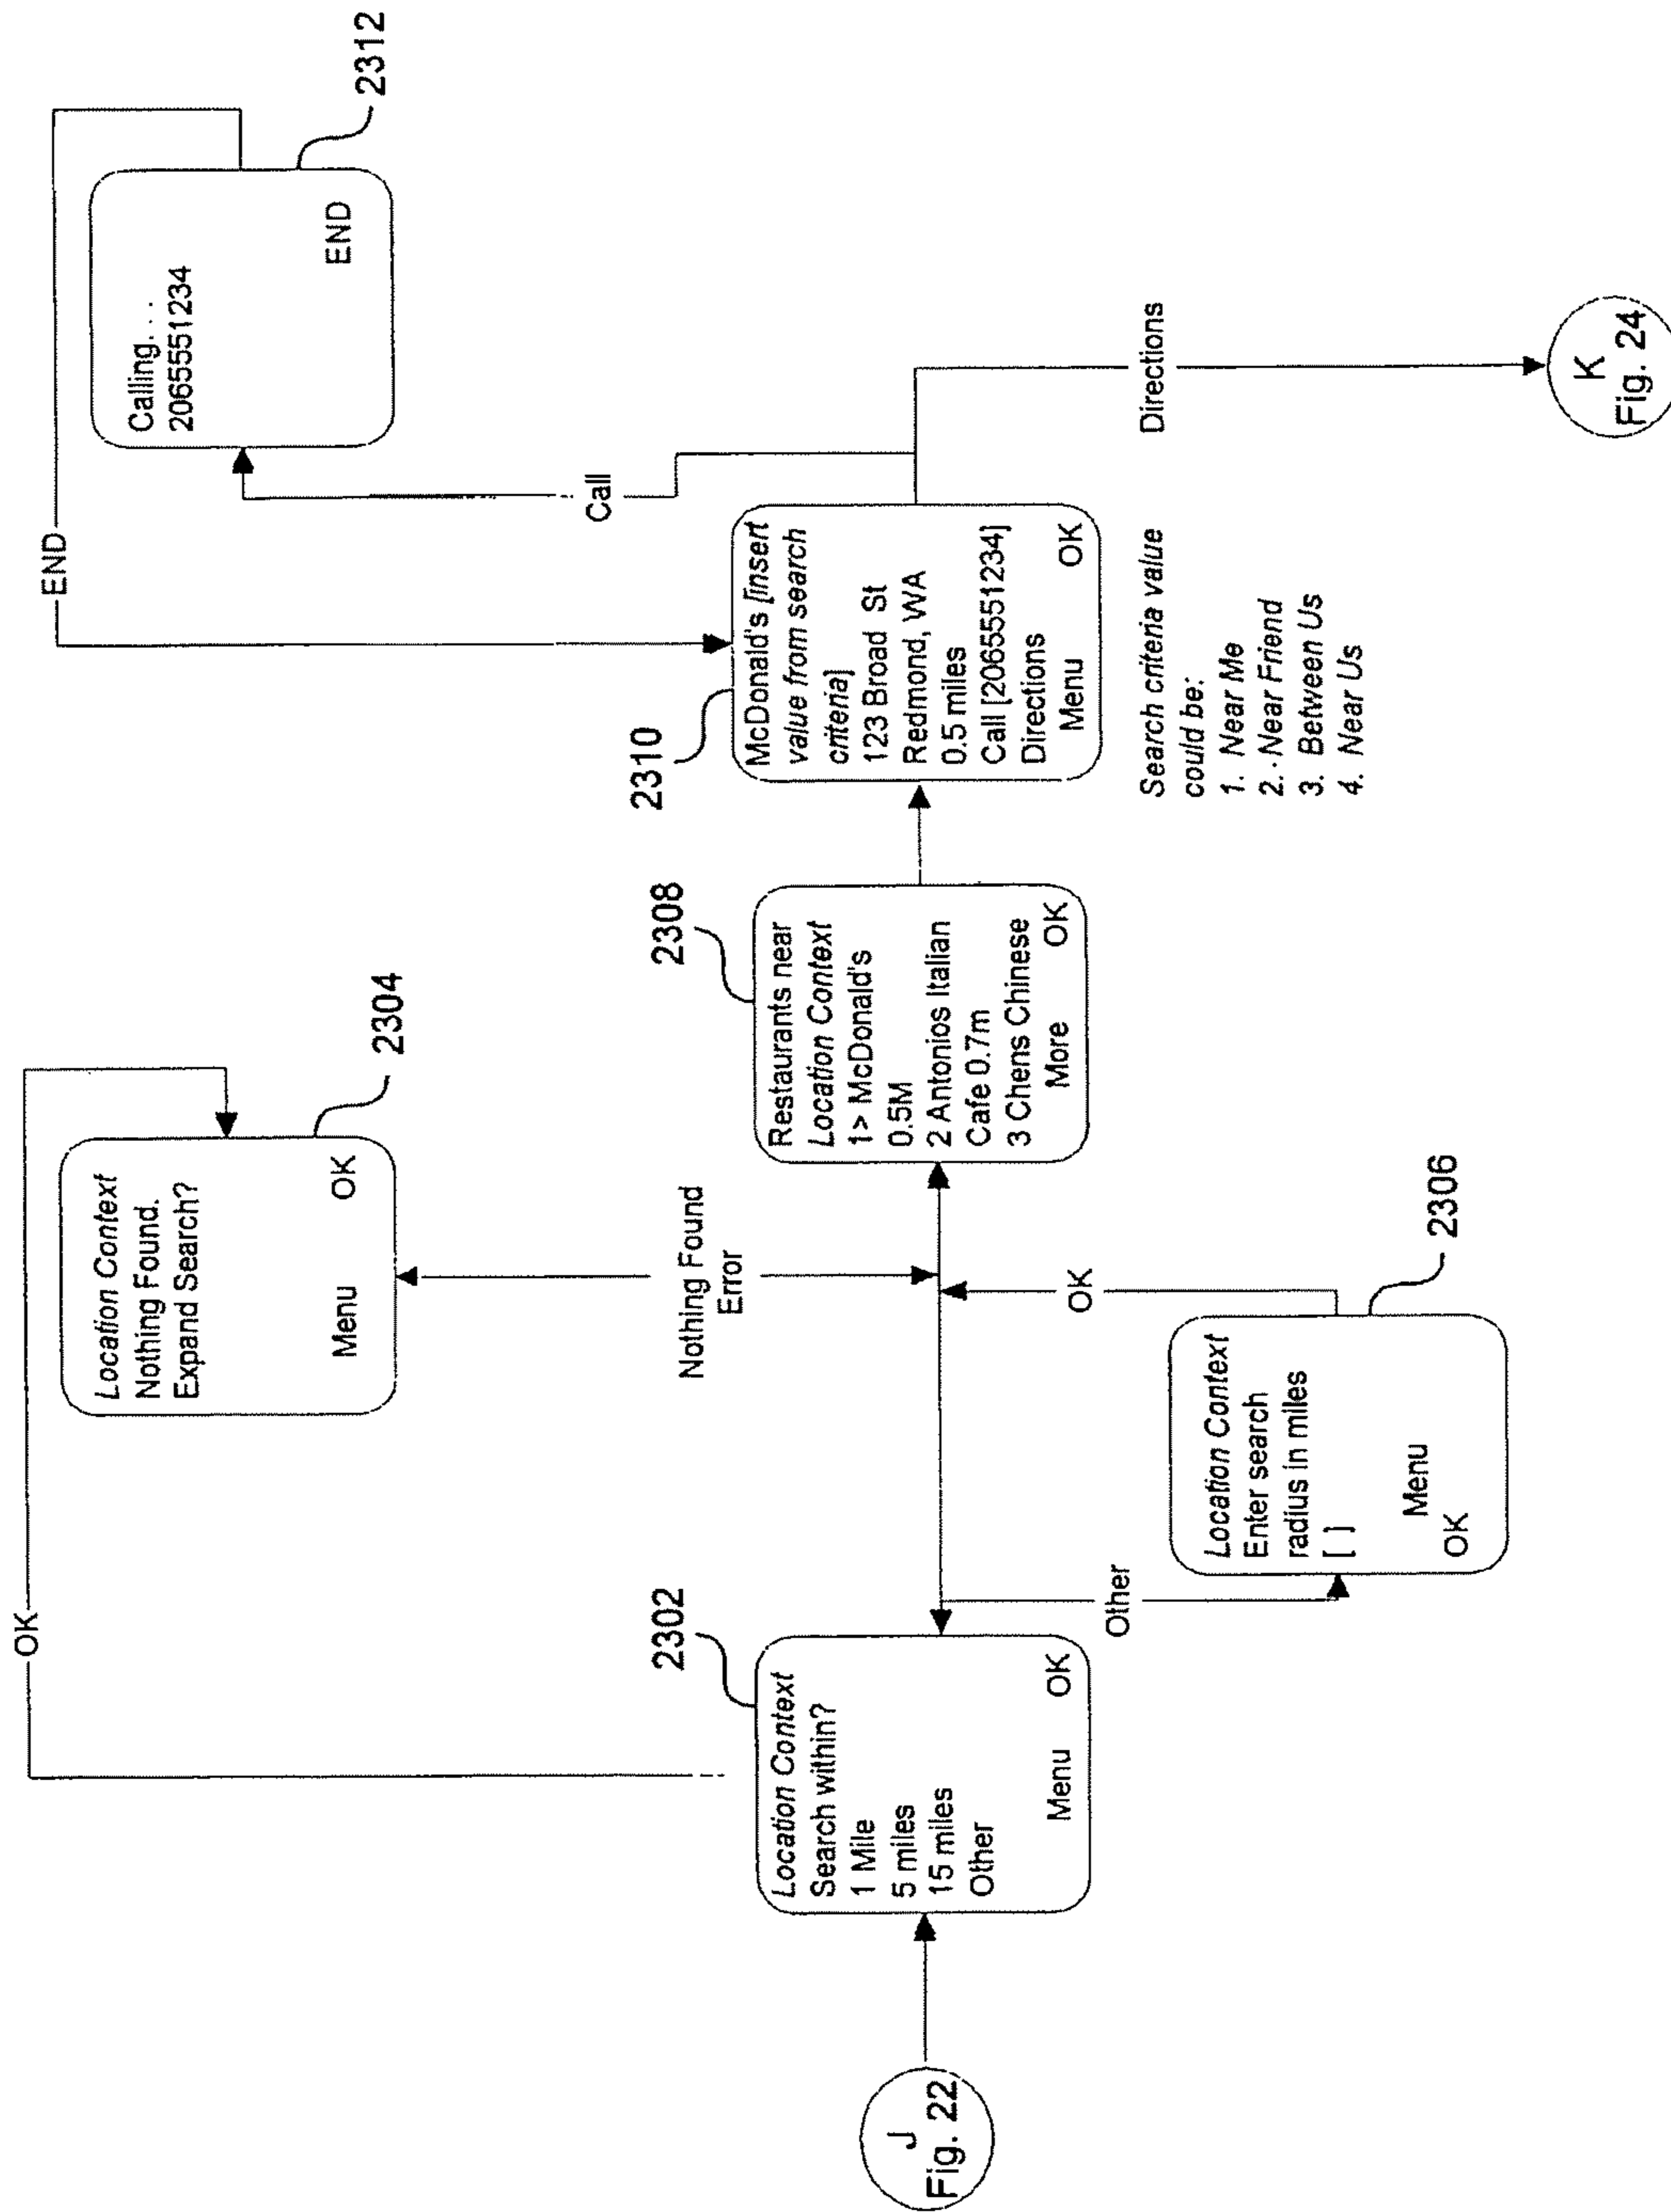 J
Fig. 22
2302
Location Context
Search within?
1 Mile
5 miles
15 miles
Other
Menu OK
OK
2304
Location Context
Nothing Found.
Expand Search?
Menu OK
Nothing Found
Error
Other
OK
2306
Location Context
Enter search
radius in miles
[ ]
Menu
OK
2308
Restaurants near
Location Context
1> McDonald's
0.5M
2 Antonios Italian
Cafe 0.7m
3 Chens Chinese
More OK
2310
McDonald's [insert
value from search
criteria]
123 Broad St
Redmond, WA
0.5 miles
Call [2065551234]
Directions
Menu OK
Search criteria value
could be:
1. Near Me
2. Near Friend
3. Between Us
4. Near Us
END
Call
2312
Calling. . .
2065551234
END
Directions
K
Fig. 24